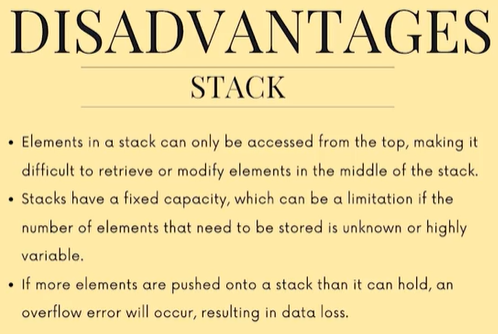 DISADVANTAGES
STACK
• Elements in a stack can only be accessed from the top, making it
difficult to retrieve or modify elements in the middle of the stack.
• Stacks have a fixed capacity, which can be a limitation if the
number of elements that need to be stored is unknown or highly
variable.
• If more elements are pushed onto a stack than it can hold, an
overflow error will occur, resulting in data loss.